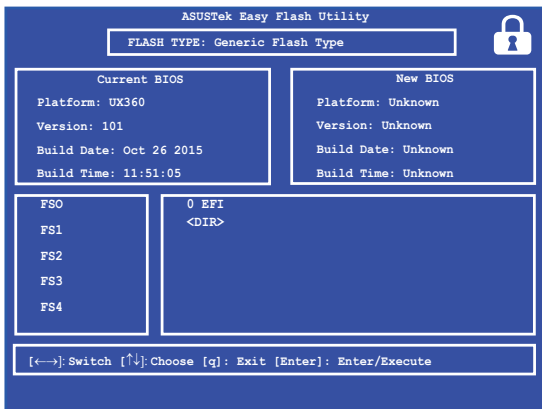 ASUSTek Easy Flash Utility
FLASH TYPE: Generic Flash Type
Current BIOS
Platform: UX360
Version: 101
Build Date: Oct 26 2015
Build Time: 11:51:05
New BIOS
Platform: Unknown
Version: Unknown
Build Date: Unknown
Build Time: Unknown
FSO
FS1
FS2
FS3
FS4
0 EFI
<DIR>
[←→]: Switch [↑↓]: Choose [q]: Exit [Enter]: Enter/Execute